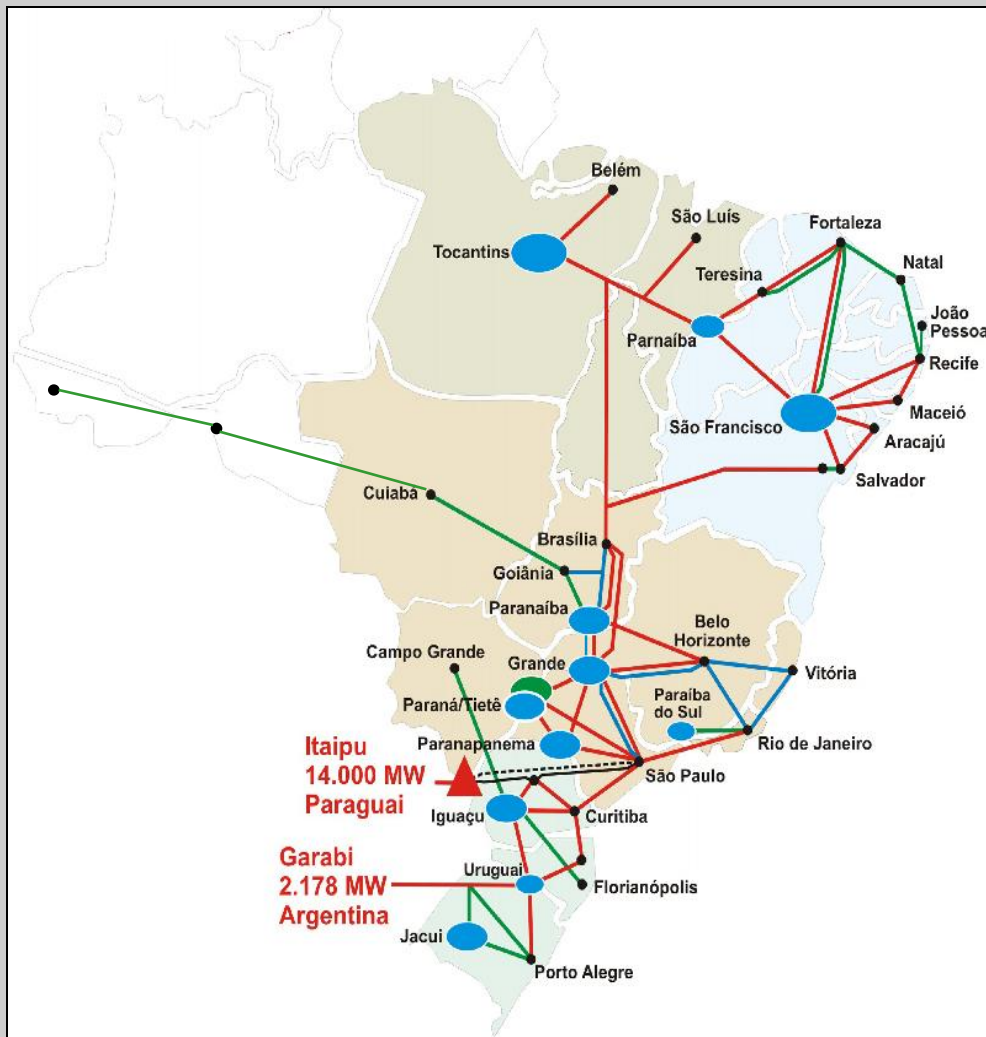 Belém
São Luís
Tocantins
Fortaleza
Teresina
Natal
João
Pessoa
Parnaíba
Recife
São Francisco
Maceió
Aracajú
Salvador
Cuiabá
Brasília
Goiânia
Paranaíba
Belo
Horizonte
Campo Grande
Grande
Vitória
Paraíba
do Sul
Paraná/Tietê
Paranapanema
Rio de Janeiro
Itaipu
14.000 MW
Paraguai
São Paulo
Iguaçu
Curitiba
Garabi
2.178 MW
Argentina
Uruguai
Florianópolis
Jacui
Porto Alegre